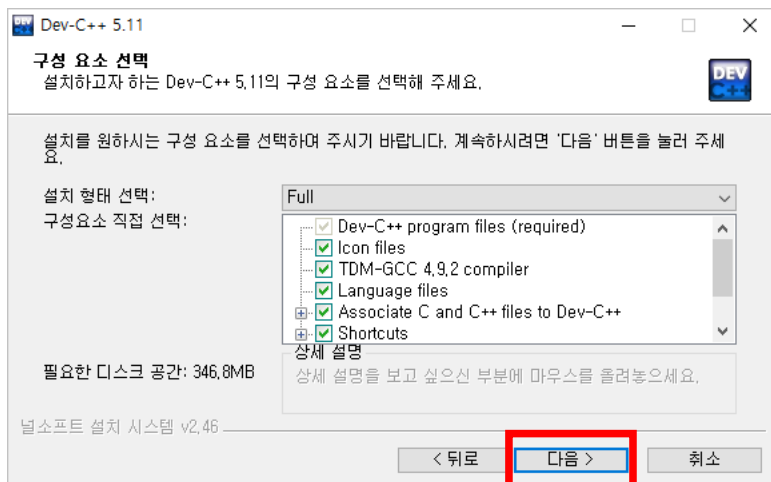 Dev-C++ 5.11
구성 요소 선택
설치하고자 하는 Dev-C++ 5.11의 구성 요소를 선택해 주세요.
DEV
C++
설치를 원하시는 구성 요소를 선택하여 주시기 바랍니다. 계속하시려면 '다음' 버튼을 눌러 주세
요.
설치 형태 선택:
Full
구성요소 직접 선택:
Dev-C++ program files (required)
Icon files
TDM-GCC 4.9.2 compiler
Language files
Associate C and C++ files to Dev-C++
Shortcuts
필요한 디스크 공간: 346.8MB
상세 설명
상세 설명을 보고 싶으신 부분에 마우스를 올려놓으세요.
널소프트 설치 시스템 v2.46
< 뒤로
다음 >
취소